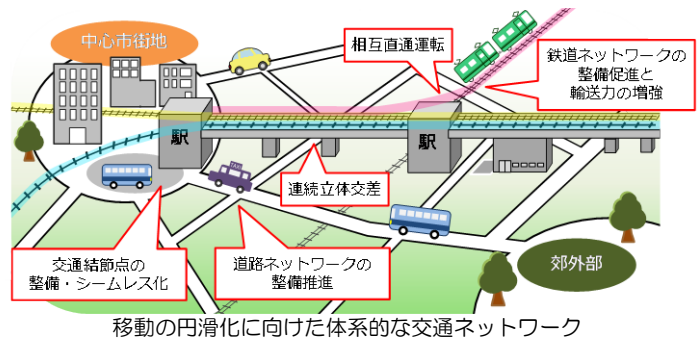 中心市街地
相互直通運転
鉄道ネットワークの
整備促進と
輸送力の増強
駅
駅
TAXI
連続立体交差
交通結節点の
整備・シームレス化
道路ネットワークの
整備推進
郊外部
移動の円滑化に向けた体系的な交通ネットワーク